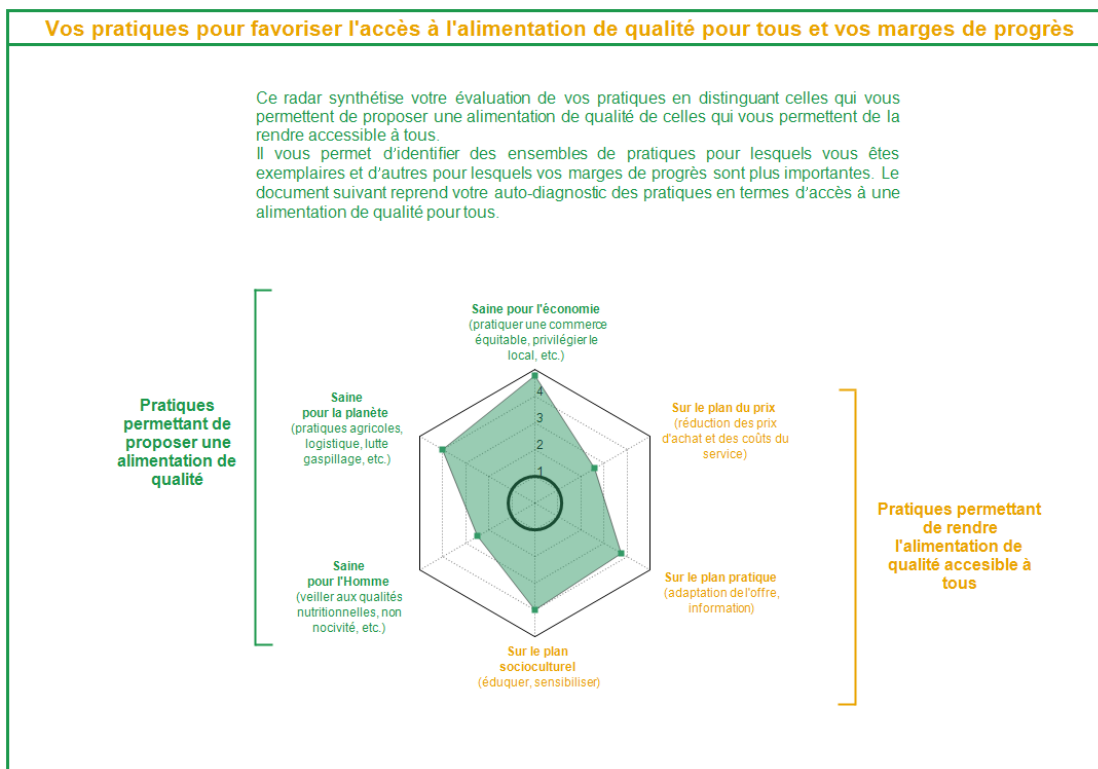 Vos pratiques pour favoriser l'accès à l'alimentation de qualité pour tous et vos marges de progrès
Ce radar synthétise votre évaluation de vos pratiques en distinguant celles qui vous
permettent de proposer une alimentation de qualité de celles qui vous permettent de la
rendre accessible à tous.
Il vous permet d'identifier des ensembles de pratiques pour lesquels vous êtes
exemplaires et d'autres pour lesquels vos marges de progrès sont plus importantes. Le
document suivant reprend votre auto-diagnostic des pratiques en termes d'accès à une
alimentation de qualité pour tous.
Pratiques
permettant de
proposer une
alimentation de
qualité
Saine pour l'économie
(pratiquer une commerce
équitable, privilégier le
local, etc.)
Saine
pour la planète
(pratiques agricoles,
logistique, lutte
gaspillage, etc.)
Saine
pour l'Homme
(veiller aux qualités
nutritionnelles, non
nocivité, etc.)
4
3
2
1
Sur le plan du prix
(réduction des prix
d'achat et des coûts du
service)
Sur le plan pratique
(adaptation de l'offre,
information)
Sur le plan
socioculturel
(éduquer, sensibiliser)
Pratiques permettant
de rendre
l'alimentation de
qualité accesible à
tous